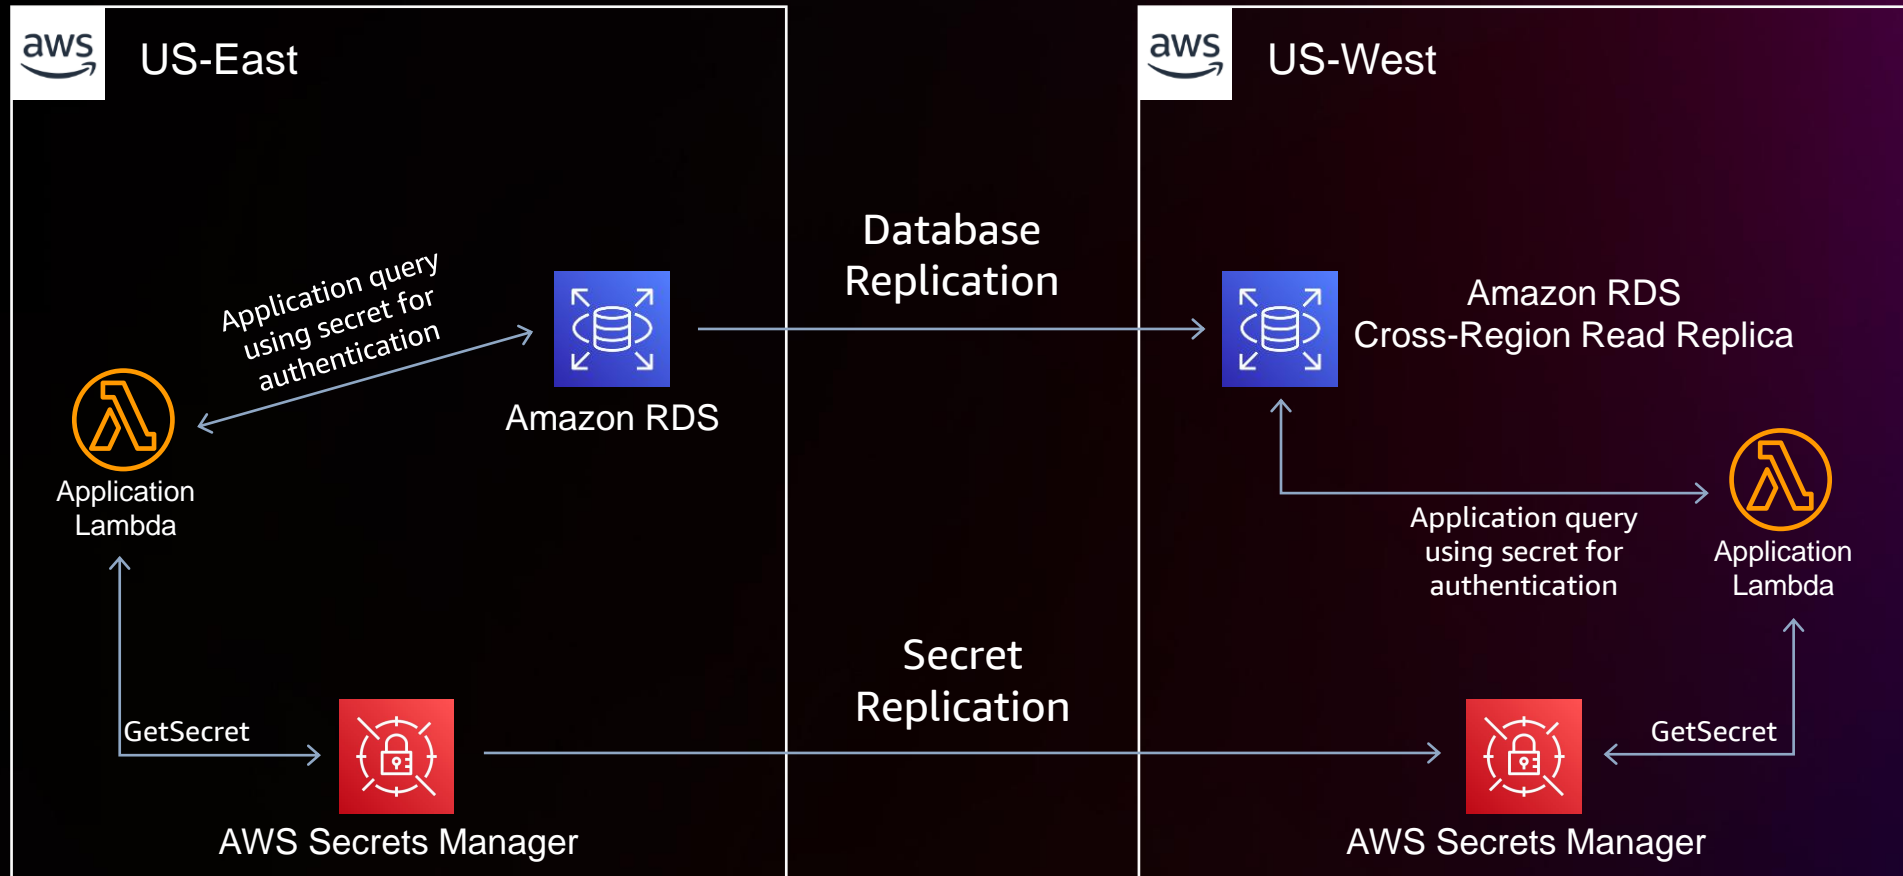 aws
US-East
Application query
using secret for
authentication
Amazon RDS
Application
Lambda
GetSecret
AWS Secrets Manager
Database
Replication
Secret
Replication
aws
US-West
Amazon RDS
Cross-Region Read Replica
Application query
using secret for
authentication
Application
Lambda
GetSecret
AWS Secrets Manager